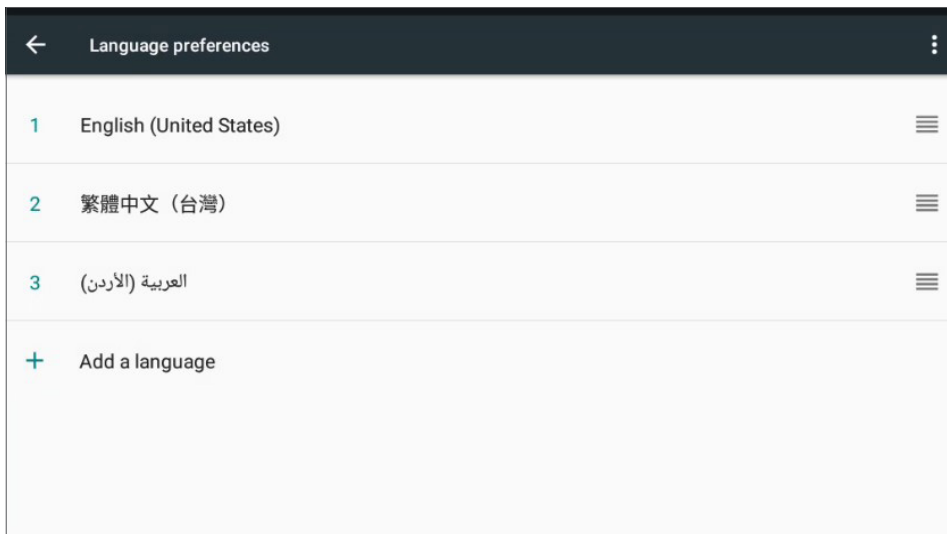 Language preferences
1 English (United States)
2 繁體中文（台灣）
3 العربية (الأردن)
+ Add a language